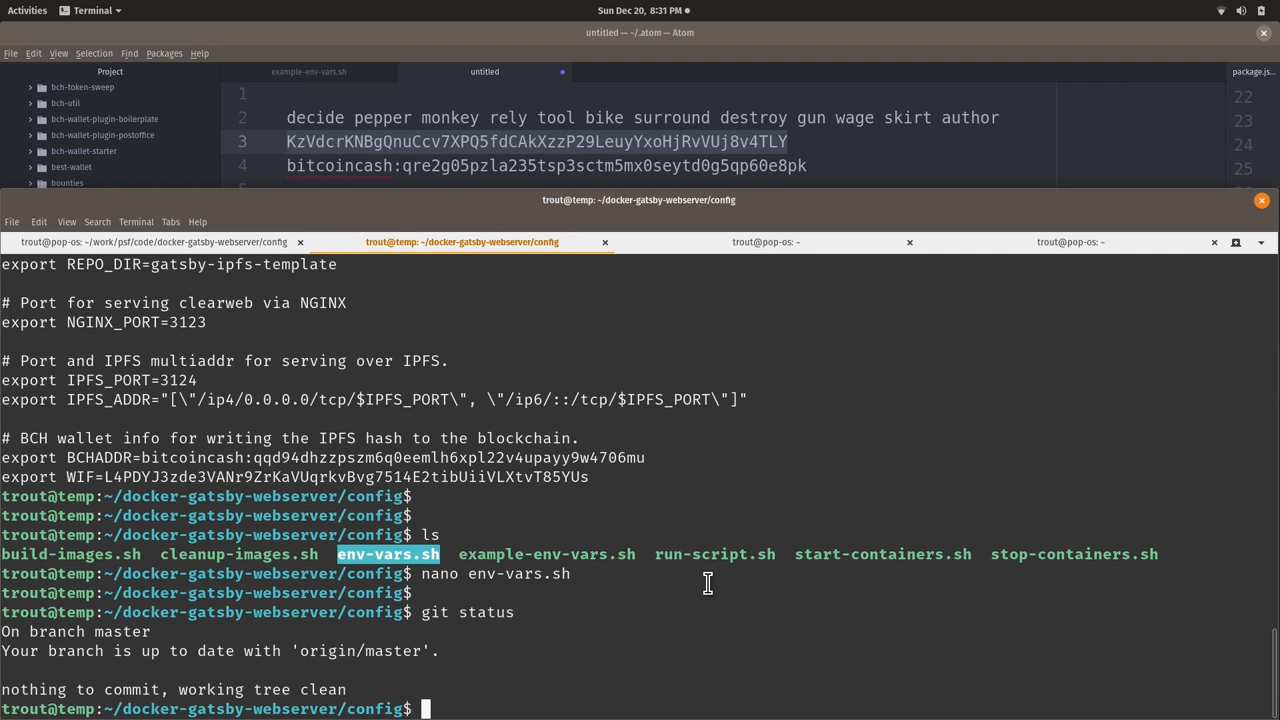 Activities Terminal Sun Dec 20, 8:31 PM
untitled — ~/.atom — Atom
File Edit View Selection Find Packages Help
Project example-env-vars.sh untitled package.js...
bch-token-sweep
bch-util
bch-wallet-plugin-boilerplate
bch-wallet-plugin-postoffice
bch-wallet-starter
best-wallet
bounties
1
2 decide pepper monkey rely tool bike surround destroy gun wage skirt author
3 KzVdcrKNBgQnuCcv7XPQ5fdCAkXzzP29LeuyYxoHjRvVUj8v4TLY
4 bitcoincash:qre2g05pzla235tsp3sctm5mx0seytd0g5qp60e8pk
22
23
24
25
trout@temp: ~/docker-gatsby-webserver/config
File Edit View Search Terminal Tabs Help
trout@pop-os: ~/work/psf/code/docker-gatsby-webserver/config trout@temp: ~/docker-gatsby-webserver/config trout@pop-os: ~ trout@pop-os: ~
export REPO_DIR=gatsby-ipfs-template
# Port for serving clearweb via NGINX
export NGINX_PORT=3123
# Port and IPFS multiaddr for serving over IPFS.
export IPFS_PORT=3124
export IPFS_ADDR="[\"/ip4/0.0.0.0/tcp/$IPFS_PORT\", \"/ip6/::/tcp/$IPFS_PORT\"]"
# BCH wallet info for writing the IPFS hash to the blockchain.
export BCHADDR=bitcoincash:qqd94dhzzpszm6q0eemlh6xpl22v4upayy9w4706mu
export WIF=L4PDYJ3zde3VANr9ZrKaVUqrkvBvg7514E2tibUiiVLXtvT85YUs
trout@temp:~/docker-gatsby-webserver/config$
trout@temp:~/docker-gatsby-webserver/config$
trout@temp:~/docker-gatsby-webserver/config$ ls
build-images.sh cleanup-images.sh env-vars.sh example-env-vars.sh run-script.sh start-containers.sh stop-containers.sh
trout@temp:~/docker-gatsby-webserver/config$ nano env-vars.sh
trout@temp:~/docker-gatsby-webserver/config$
trout@temp:~/docker-gatsby-webserver/config$ git status
On branch master
Your branch is up to date with 'origin/master'.
nothing to commit, working tree clean
trout@temp:~/docker-gatsby-webserver/config$